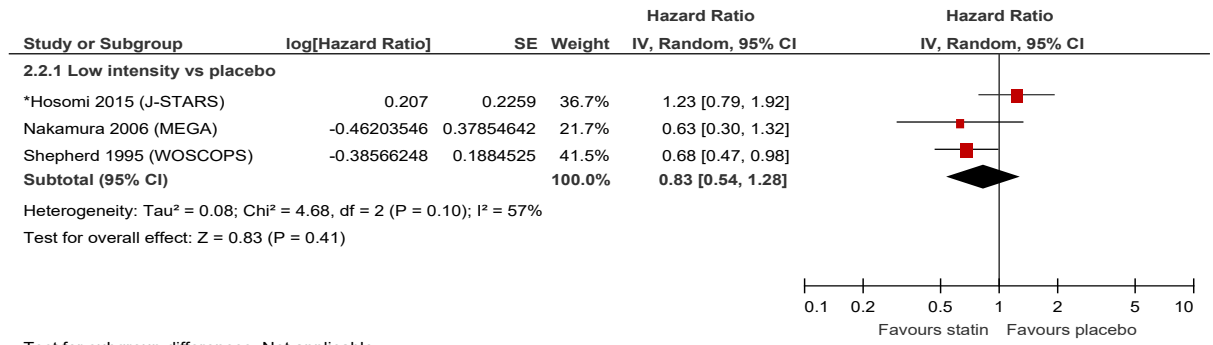 Hazard Ratio Hazard Ratio
Study or Subgroup log[Hazard Ratio] SE Weight IV, Random, 95% CI IV, Random, 95% CI
2.2.1 Low intensity vs placebo
*Hosomi 2015 (J-STARS) 0.207 0.2259 36.7% 1.23 [0.79, 1.92]
Nakamura 2006 (MEGA) -0.46203546 0.37854642 21.7% 0.63 [0.30, 1.32]
Shepherd 1995 (WOSCOPS) -0.38566248 0.1884525 41.5% 0.68 [0.47, 0.98]
Subtotal (95% CI) 100.0% 0.83 [0.54, 1.28]
Heterogeneity: Tau² = 0.08; Chi² = 4.68, df = 2 (P = 0.10); I² = 57%
Test for overall effect: Z = 0.83 (P = 0.41)
0.1 0.2 0.5 1 2 5 10
Favours statin Favours placebo